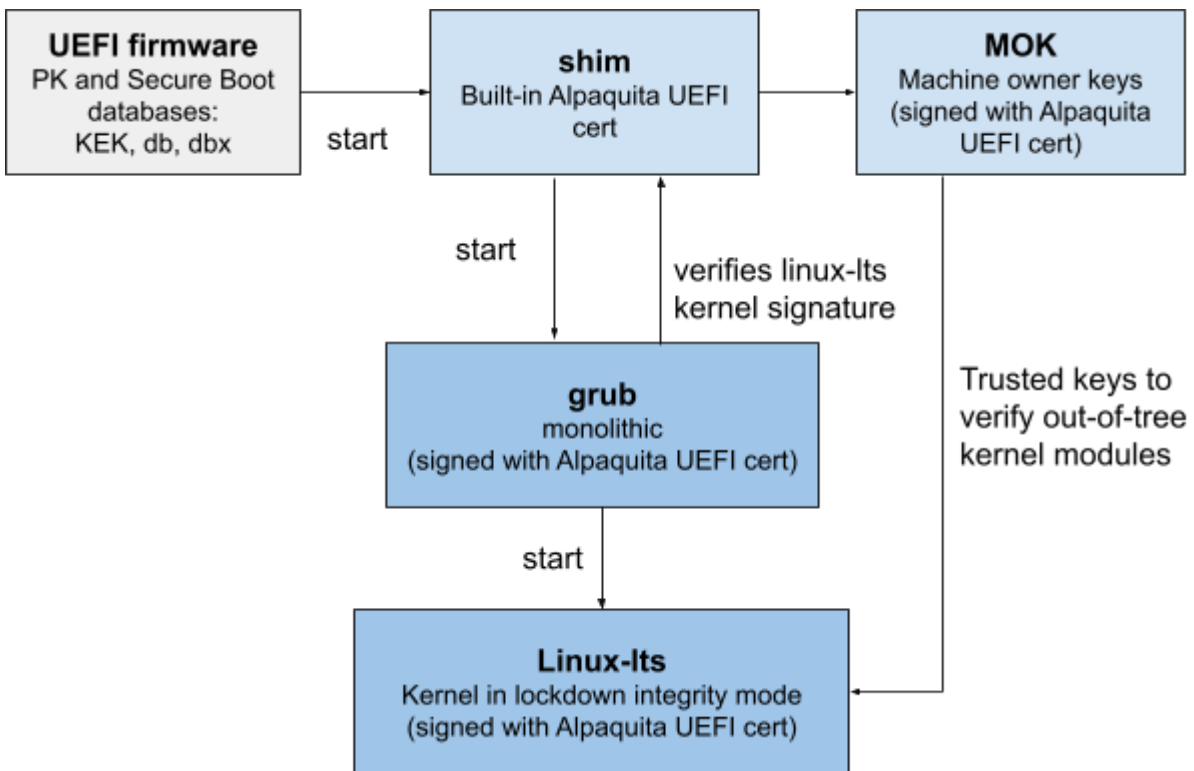 UEFI firmware
PK and Secure Boot
databases:
KEK, db, dbx
start
shim
Built-in Alpaquita UEFI
cert
MOK
Machine owner keys
(signed with Alpaquita
UEFI cert)
start
verifies linux-lts
kernel signature
grub
monolithic
(signed with Alpaquita UEFI cert)
Trusted keys to
verify out-of-tree
kernel modules
start
Linux-lts
Kernel in lockdown integrity mode
(signed with Alpaquita UEFI cert)